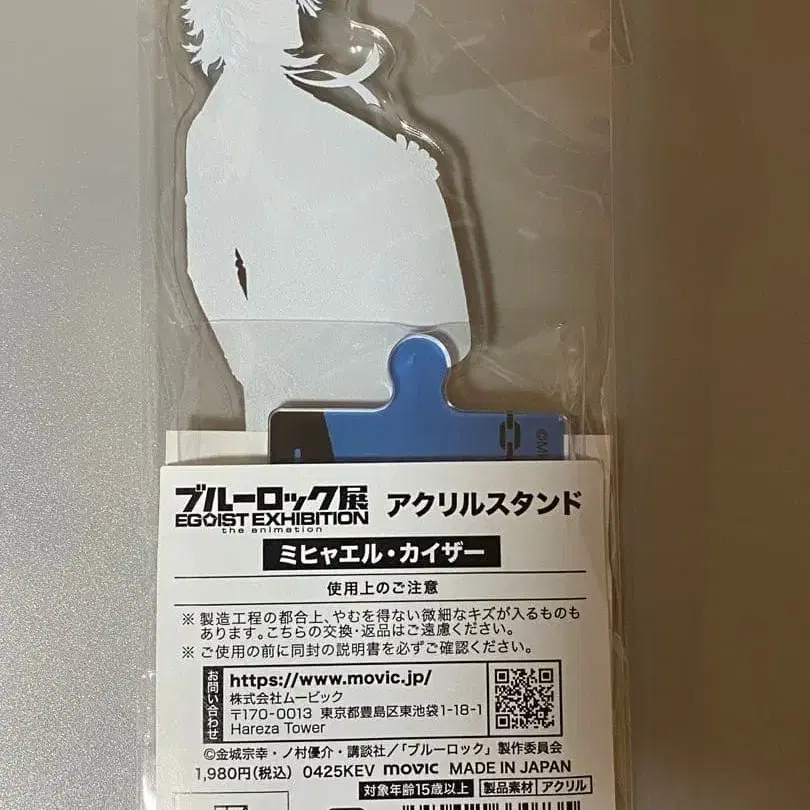 ©M
ブルーロック展 アクリルスタンド
EGOIST EXHIBITION
the animation
ミヒャエル・カイザー
使用上のご注意
※ 製造工程の都合上、やむを得ない微細なキズが入るものも
あります。こちらの交換・返品はご遠慮ください。
※ ご使用の前に同封の説明書を必ずご確認ください。
お問い合わせ
https://www.movic.jp/
株式会社ムービック
〒170-0013 東京都豊島区東池袋1-18-1
Hareza Tower
©金城宗幸・ノ村優介・講談社/「ブルーロック」製作委員会
1,980円(税込) 0425KEV movic MADE IN JAPAN
対象年齢15歳以上 製品素材 アクリル